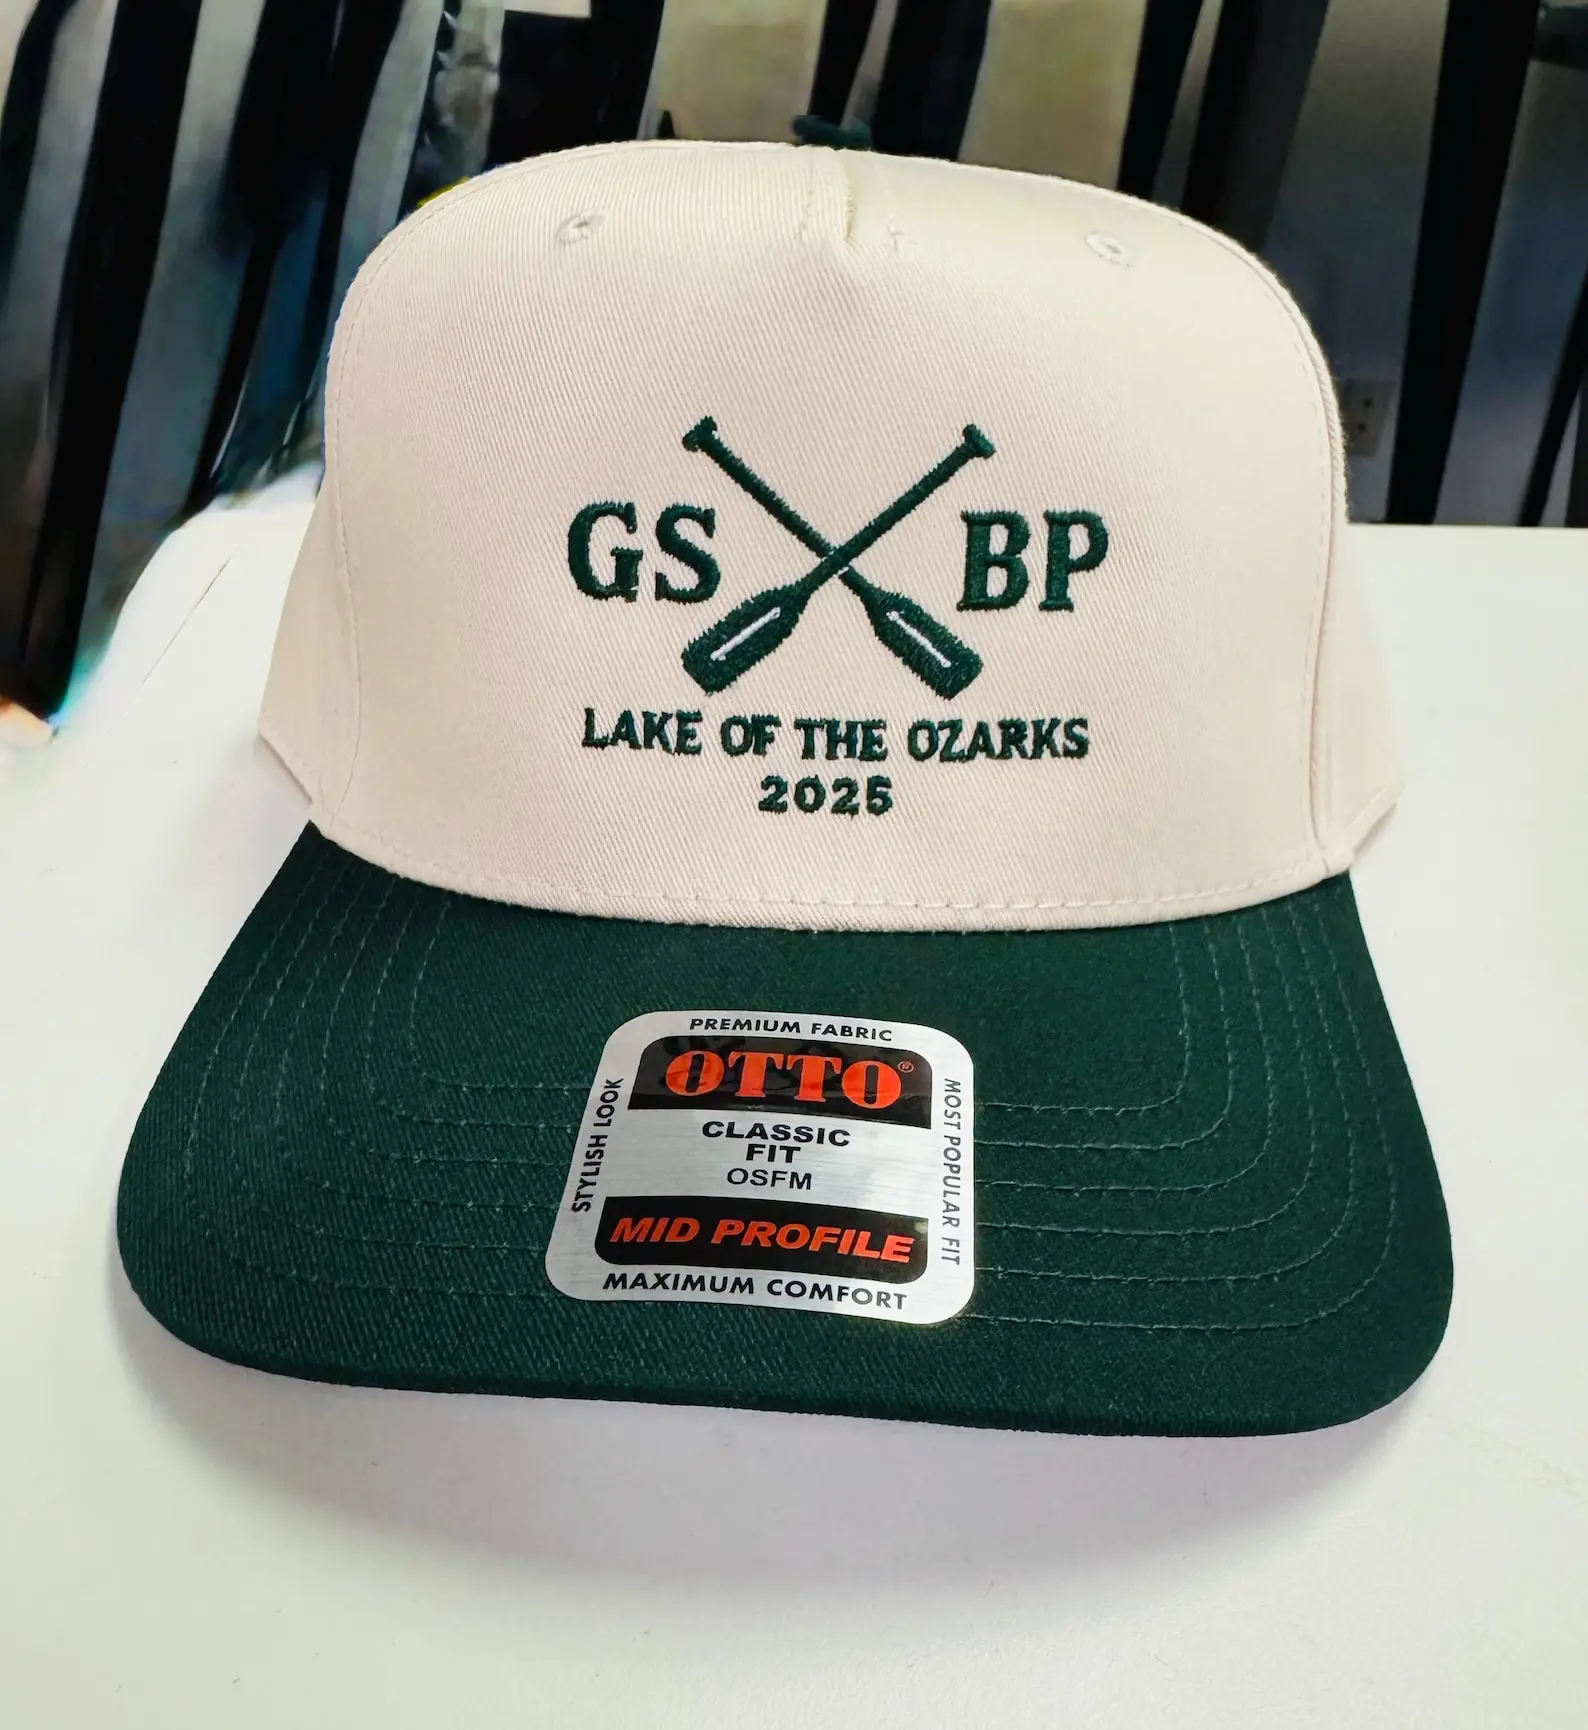 GS BP
LAKE OF THE OZARKS
2025
PREMIUM FABRIC
OTTO®
STYLISH LOOK
CLASSIC
FIT
OSFM
MOST POPULAR FIT
MID PROFILE
MAXIMUM COMFORT